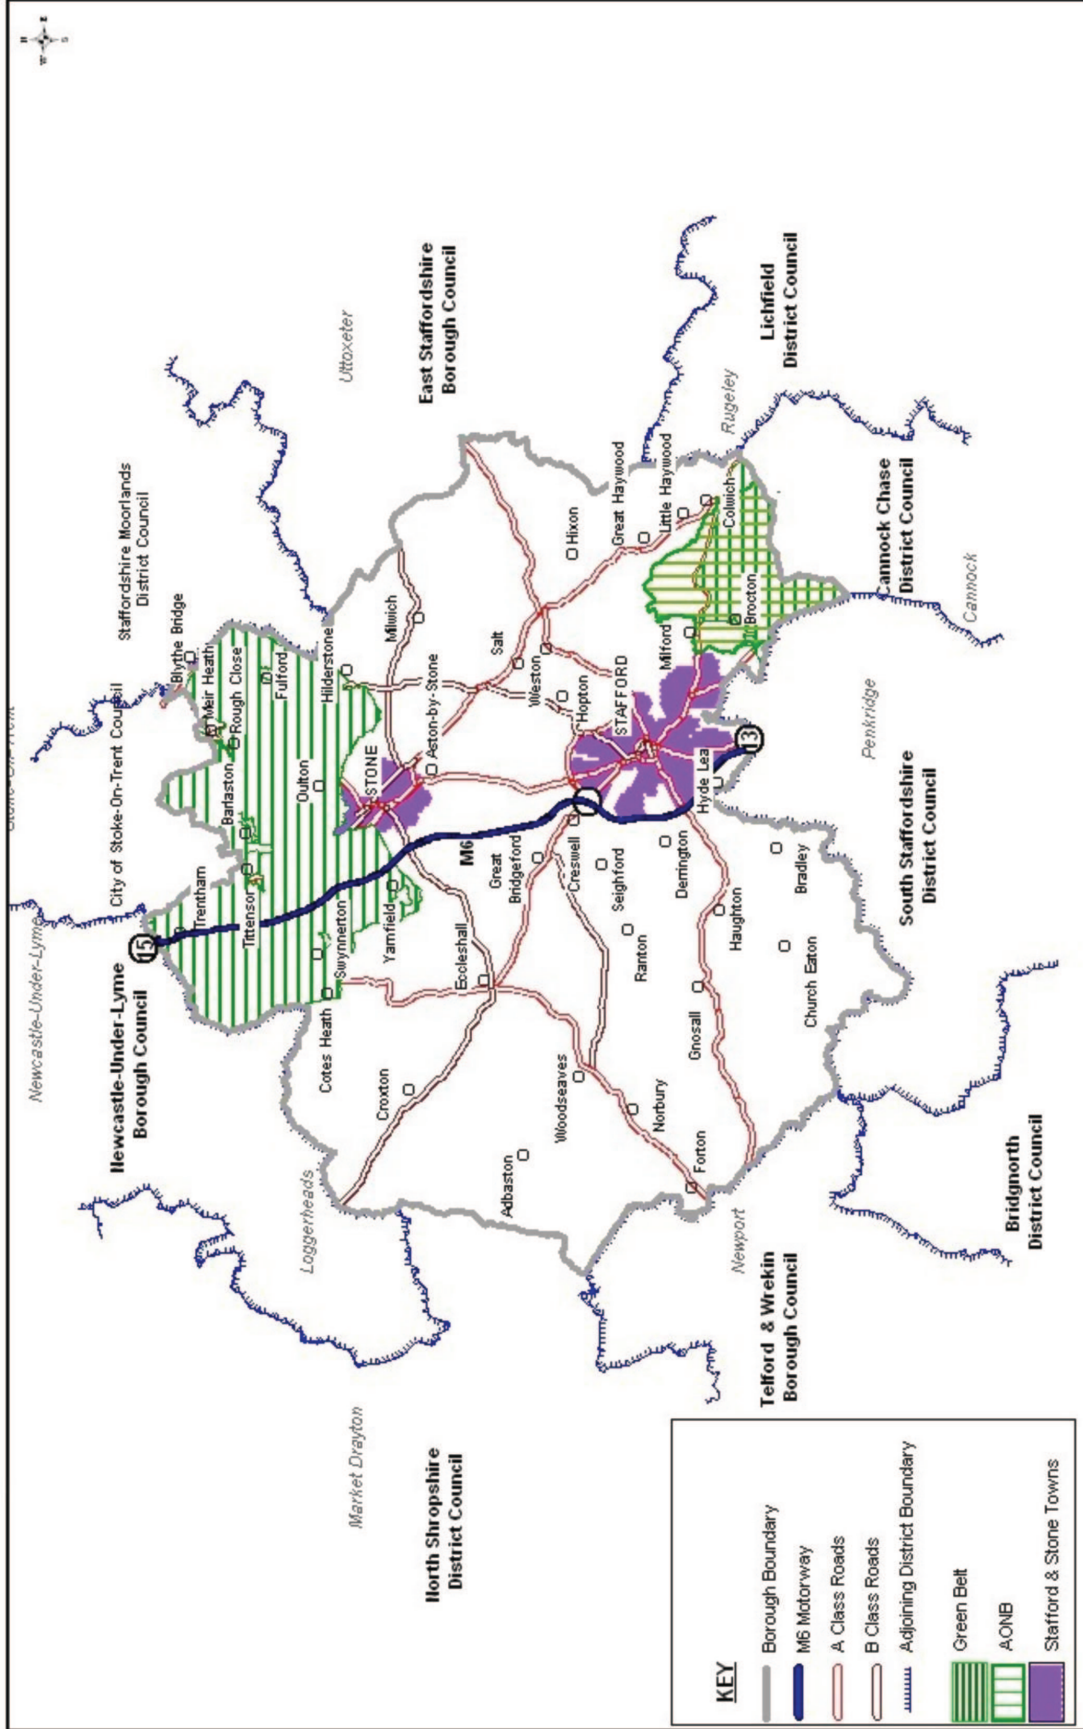 Newcastle-Under-Lyme
City of Stoke-On-Trent Council
Staffordshire Moorlands
District Council
Newcastle-Under-Lyme
Borough Council
15
Blythe Bridge
Meir Heath
Rough Close
Fulford
Trentham
Barlaston
Tittensor
Oulton
Hilderstone
Swynnerton
Cotes Heath
Yarnfield
STONE
Uttoxeter
East Staffordshire
Borough Council
Loggerheads
Market Drayton
North Shropshire
District Council
Croxton
Milwich
Aston-by-Stone
M6
Eccleshall
Salt
Weston
Hixon
Great
Bridgeford
Adbaston
Woodseaves
Creswell
Hopton
Seighford
STAFFORD
Great Haywood
Little Haywood
Ranton
Derrington
Norbury
Milford
Colwich
Brocton
Rugeley
Lichfield
District Council
Forton
Gnosall
Haughton
Hyde Lea
13
Newport
Bradley
Church Eaton
Telford & Wrekin
Borough Council
Cannock Chase
District Council
Cannock
Penkridge
South Staffordshire
District Council
Bridgnorth
District Council
KEY
Borough Boundary
M6 Motorway
A Class Roads
B Class Roads
Adjoining District Boundary
Green Belt
AONB
Stafford & Stone Towns